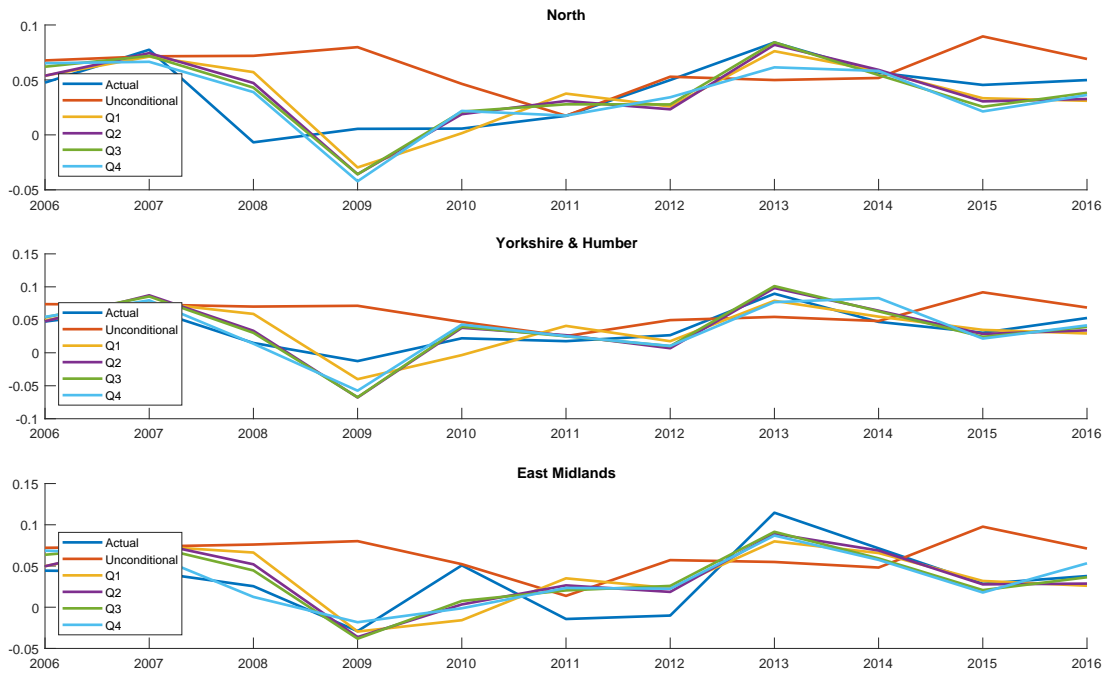 North
0.1
0.05
0
-0.05
Actual
Unconditional
Q1
Q2
Q3
Q4
2006 2007 2008 2009 2010 2011 2012 2013 2014 2015 2016
Yorkshire & Humber
0.15
0.1
0.05
0
-0.05
-0.1
Actual
Unconditional
Q1
Q2
Q3
Q4
2006 2007 2008 2009 2010 2011 2012 2013 2014 2015 2016
East Midlands
0.15
0.1
0.05
0
-0.05
Actual
Unconditional
Q1
Q2
Q3
Q4
2006 2007 2008 2009 2010 2011 2012 2013 2014 2015 2016